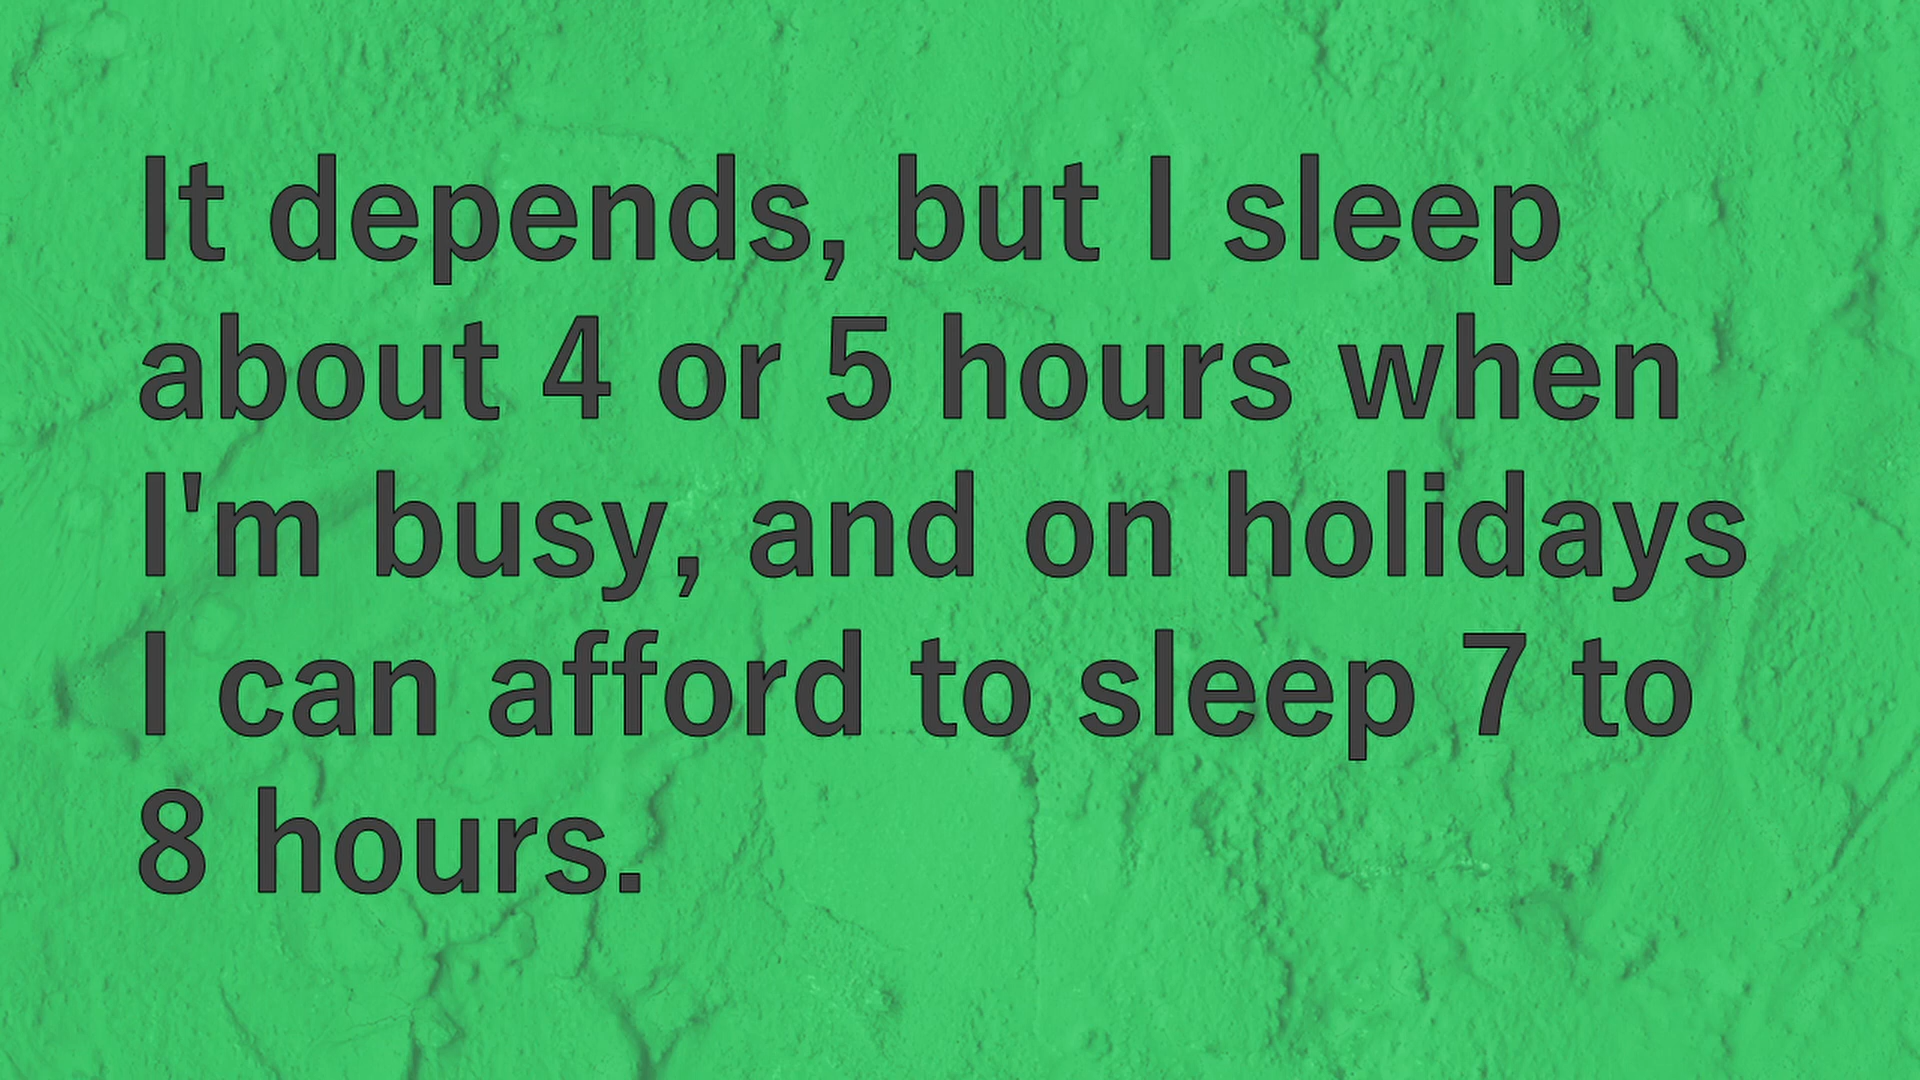 It depends, but I sleep
about 4 or 5 hours when
I'm busy, and on holidays
I can afford to sleep 7 to
8 hours.